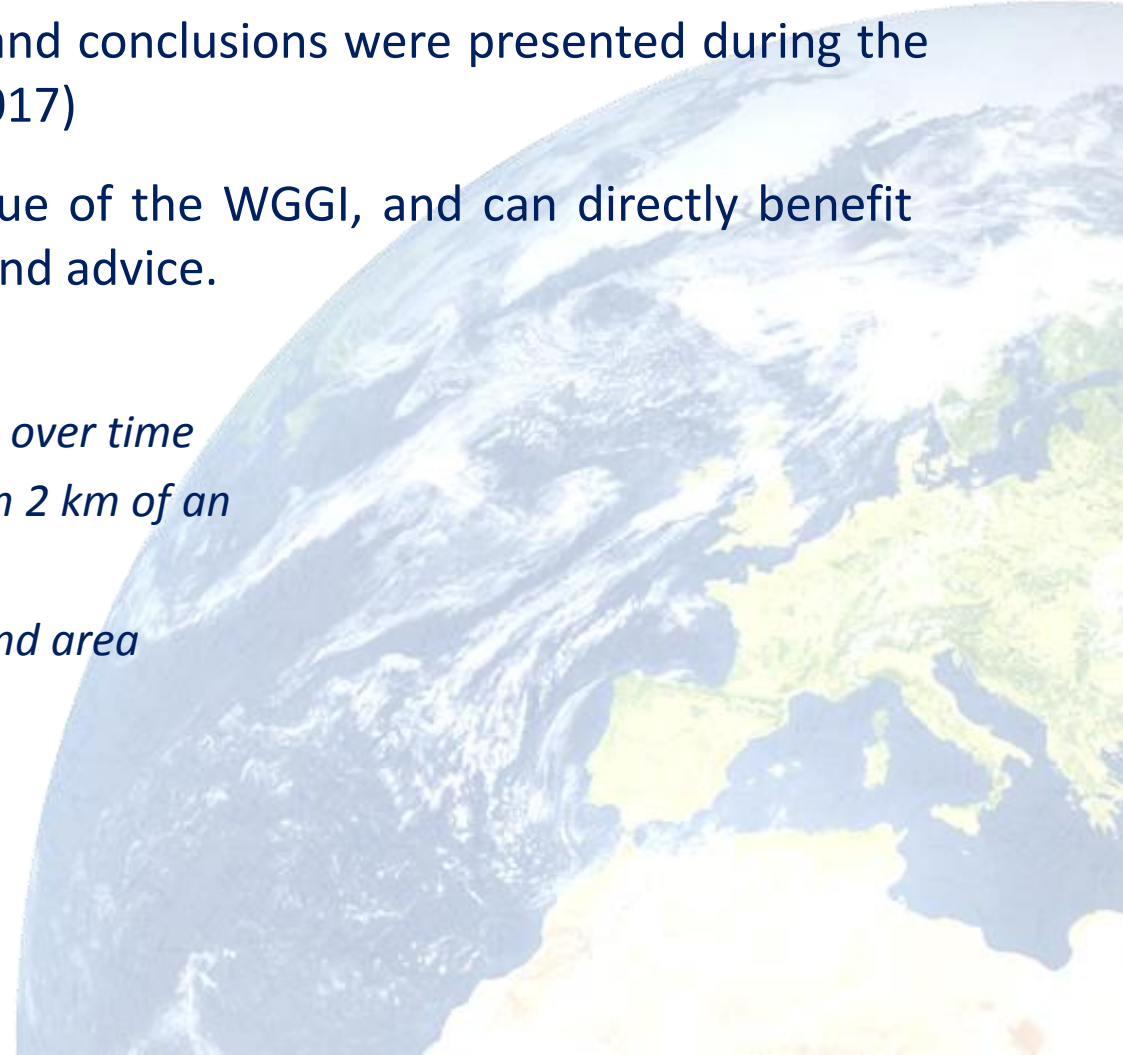 and conclusions were presented during the
017)
ue of the WGGI, and can directly benefit
nd advice.
over time
n 2 km of an
nd area